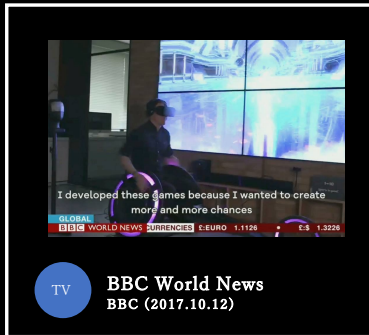 I developed these games because I wanted to create
more and more chances
GLOBAL
BBC WORLD NEWS CURRENCIES £:EURO 1.1126 • £:$ 1.3226
TV
BBC World News
BBC (2017.10.12)